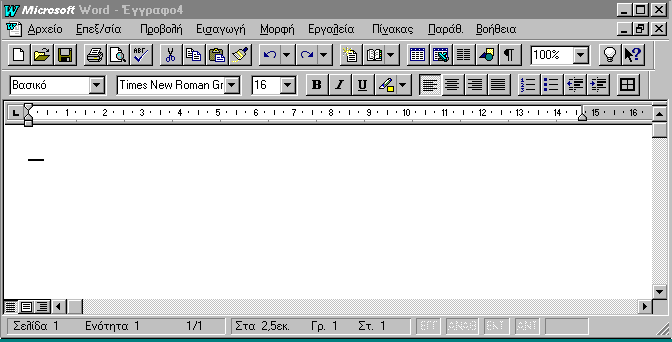 Microsoft Word - Έγγραφο4
Αρχείο Επεξ/σία Προβολή Εισαγωγή Μορφή Εργαλεία Πίνακας Παράθ. Βοήθεια
ABC 100% ?
Βασικό Times New Roman Gr 16 B I U
L 1 2 3 4 5 6 7 8 9 10 11 12 13 14 15 16
Σελίδα 1 Ενότητα 1 1/1 Στα 2,5εκ. Γρ. 1 Στ. 1 ΕΓΓ ΑΝΑΘ ΕΚΤ ΑΝΤ